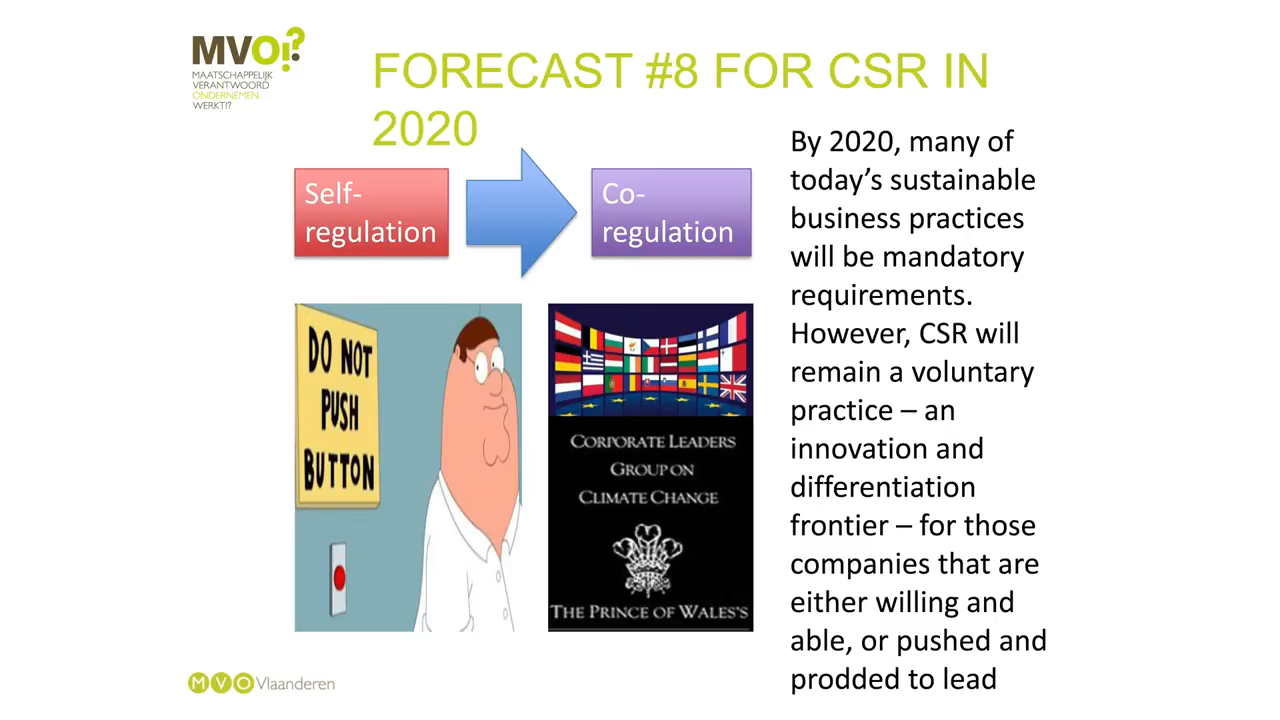 MVO!?
MAATSCHAPPELIJK
VERANTWOORD
ONDERNEMEN
WERKT!?
FORECAST #8 FOR CSR IN
2020
Self-
regulation
Co-
regulation
DO NOT
PUSH
BUTTON
CORPORATE LEADERS
GROUP ON
CLIMATE CHANGE
THE PRINCE OF WALES'S
By 2020, many of
today’s sustainable
business practices
will be mandatory
requirements.
However, CSR will
remain a voluntary
practice – an
innovation and
differentiation
frontier – for those
companies that are
either willing and
able, or pushed and
prodded to lead
MVO Vlaanderen